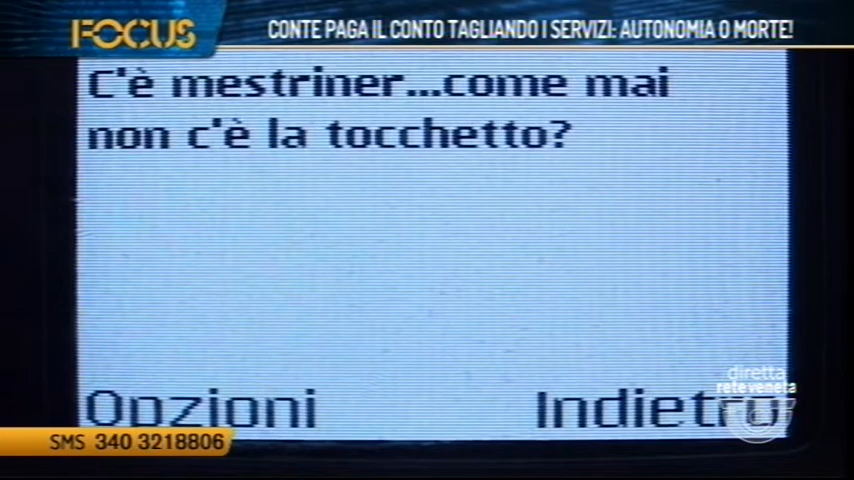 FOCUS
CONTE PAGA IL CONTO TAGLIANDO I SERVIZI: AUTONOMIA O MORTE!
C'è mestriner...come mai
non c'è la tocchetto?
Opzioni
Indietro
diretta
rete veneta
SMS 340 3218806